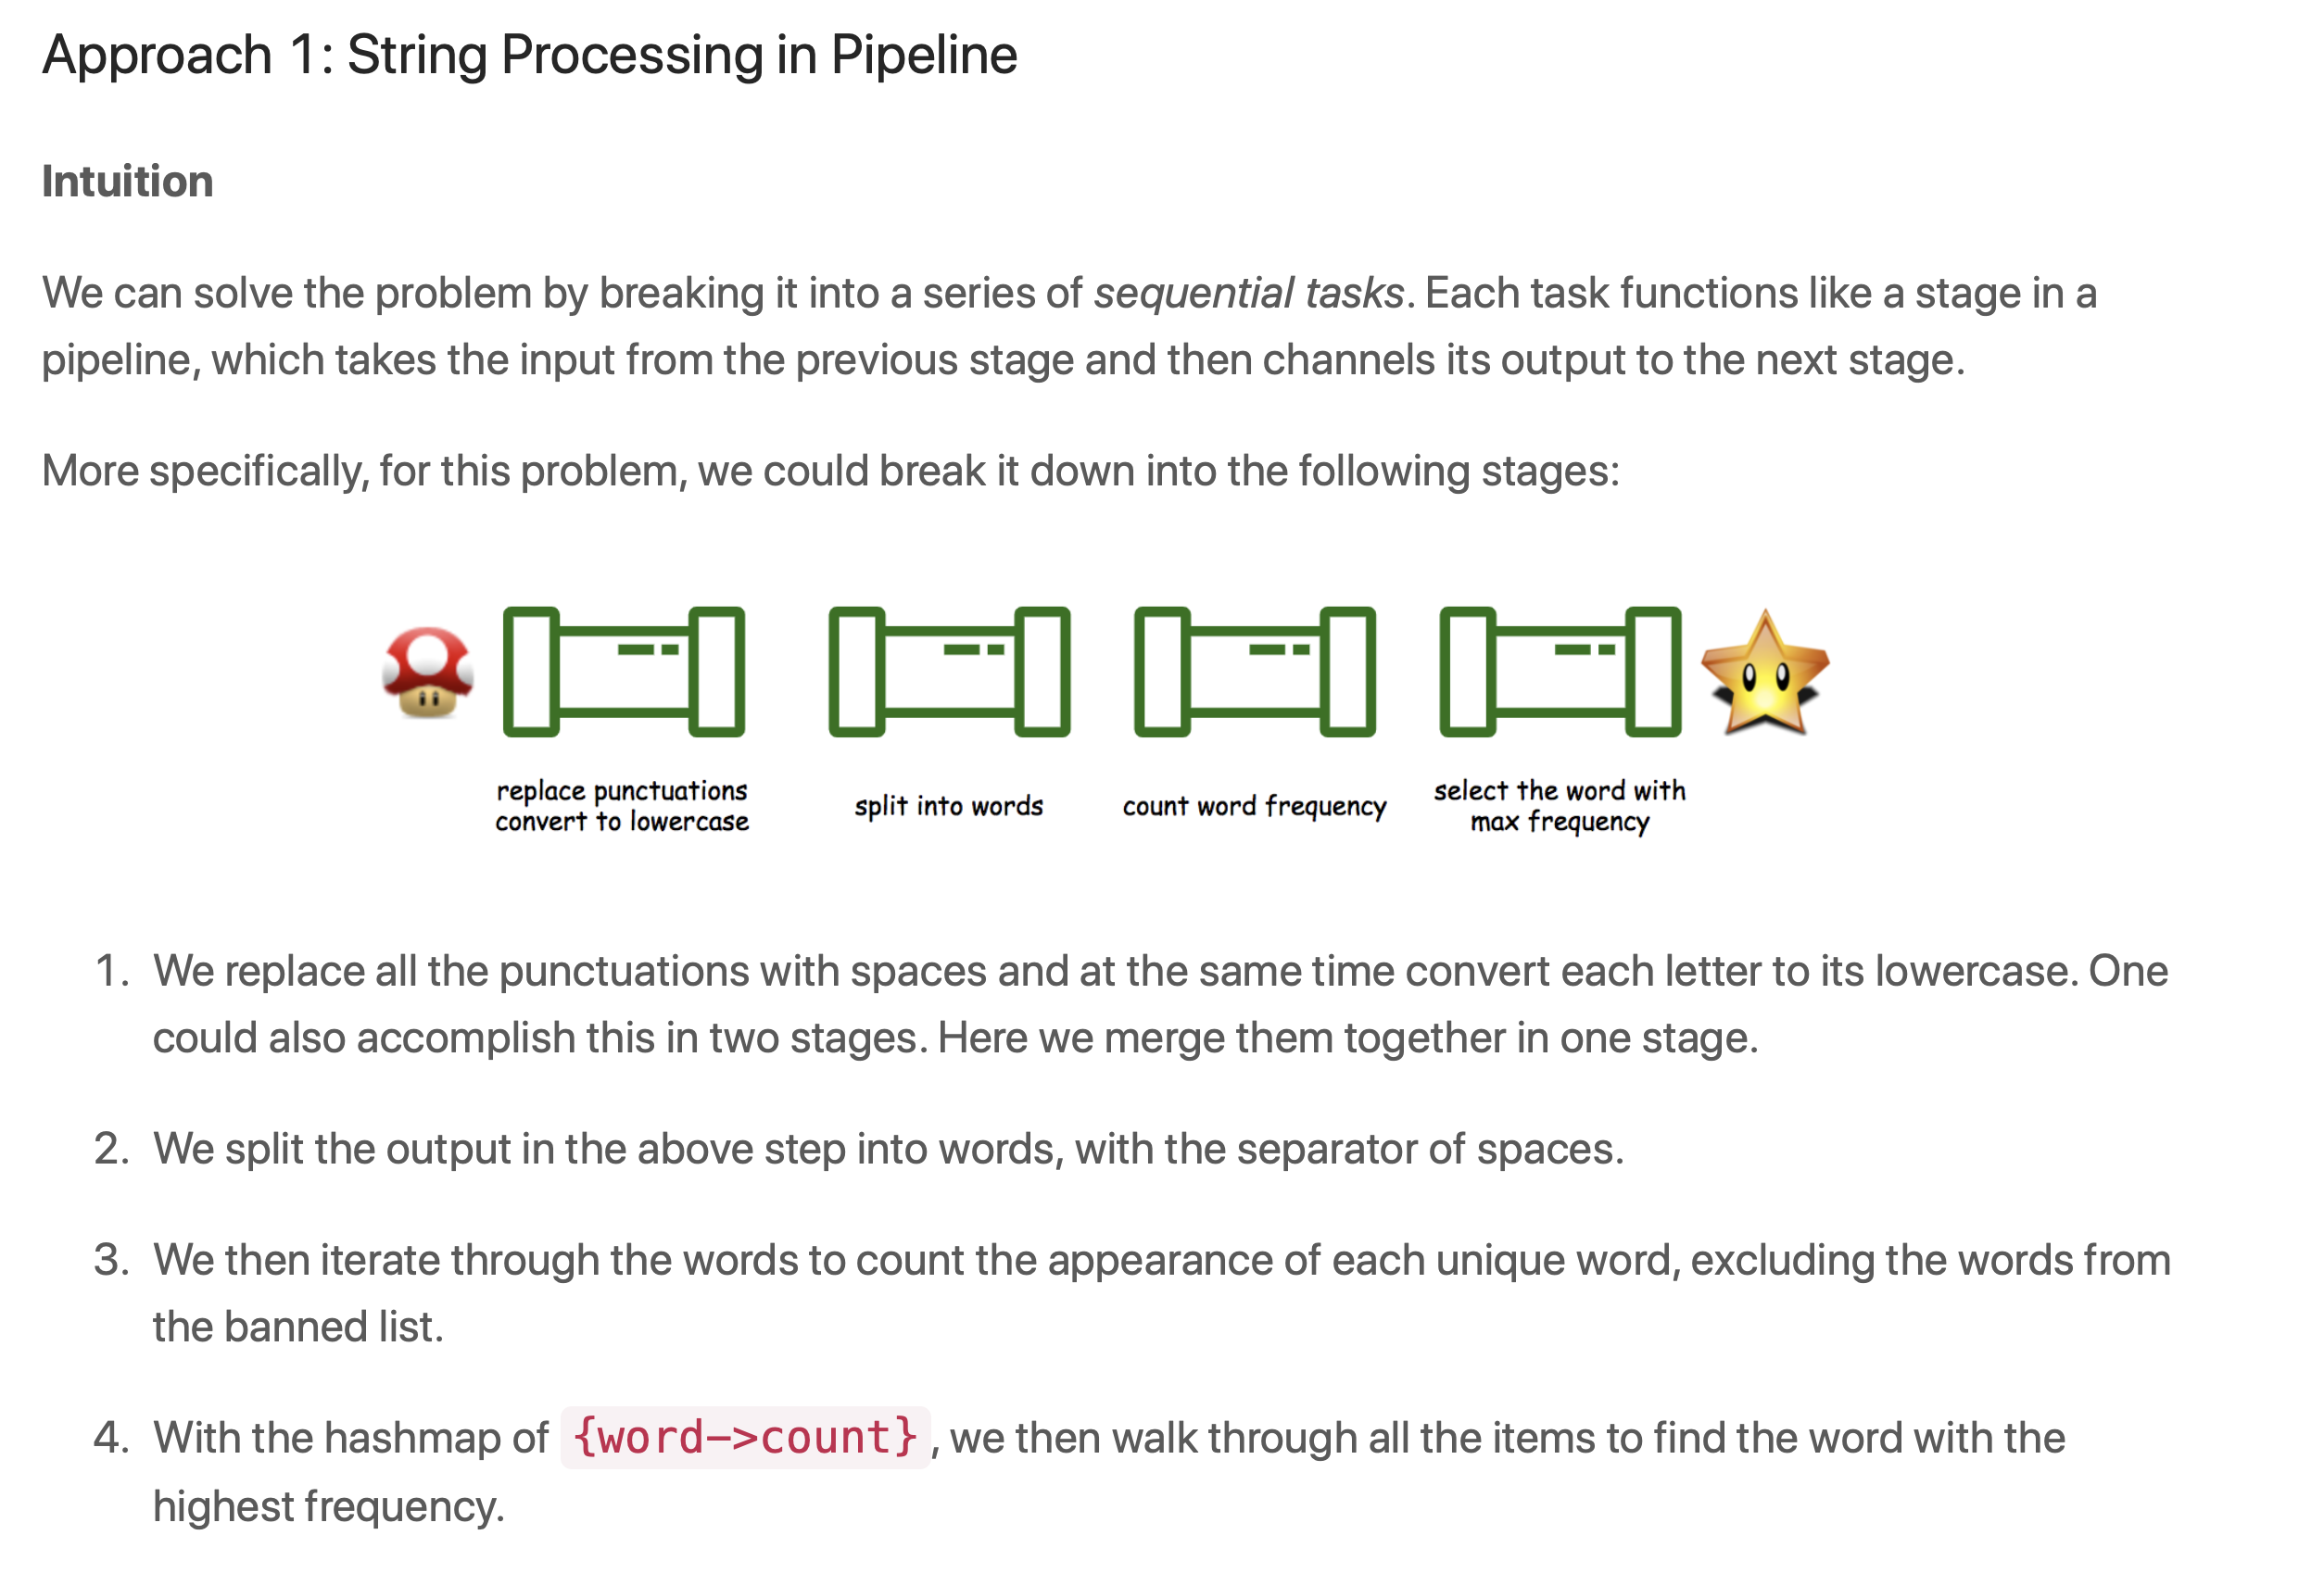 Approach 1: String Processing in Pipeline
Intuition
We can solve the problem by breaking it into a series of sequential tasks. Each task functions like a stage in a
pipeline, which takes the input from the previous stage and then channels its output to the next stage.
More specifically, for this problem, we could break it down into the following stages:
replace punctuations
convert to lowercase
split into words
count word frequency
select the word with
max frequency
1. We replace all the punctuations with spaces and at the same time convert each letter to its lowercase. One
could also accomplish this in two stages. Here we merge them together in one stage.
2. We split the output in the above step into words, with the separator of spaces.
3. We then iterate through the words to count the appearance of each unique word, excluding the words from
the banned list.
4. With the hashmap of {word->count}, we then walk through all the items to find the word with the
highest frequency.